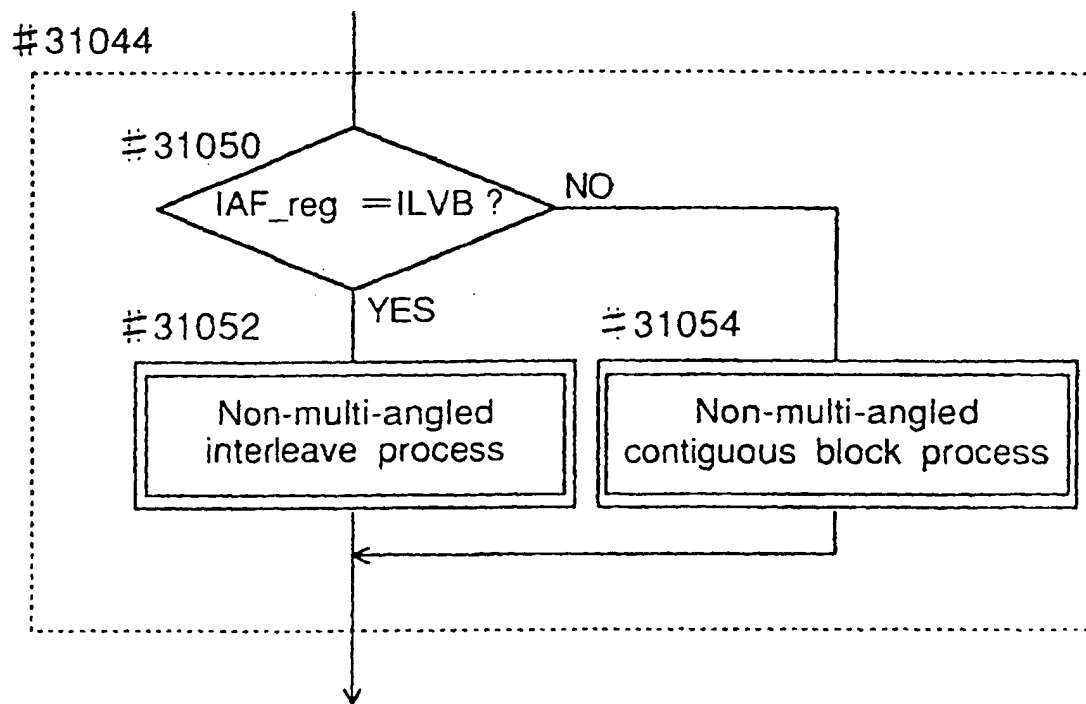 #31044
#31050
IAF_reg =ILVB ?
NO
YES
#31052
#31054
Non-multi-angled
interleave process
Non-multi-angled
contiguous block process